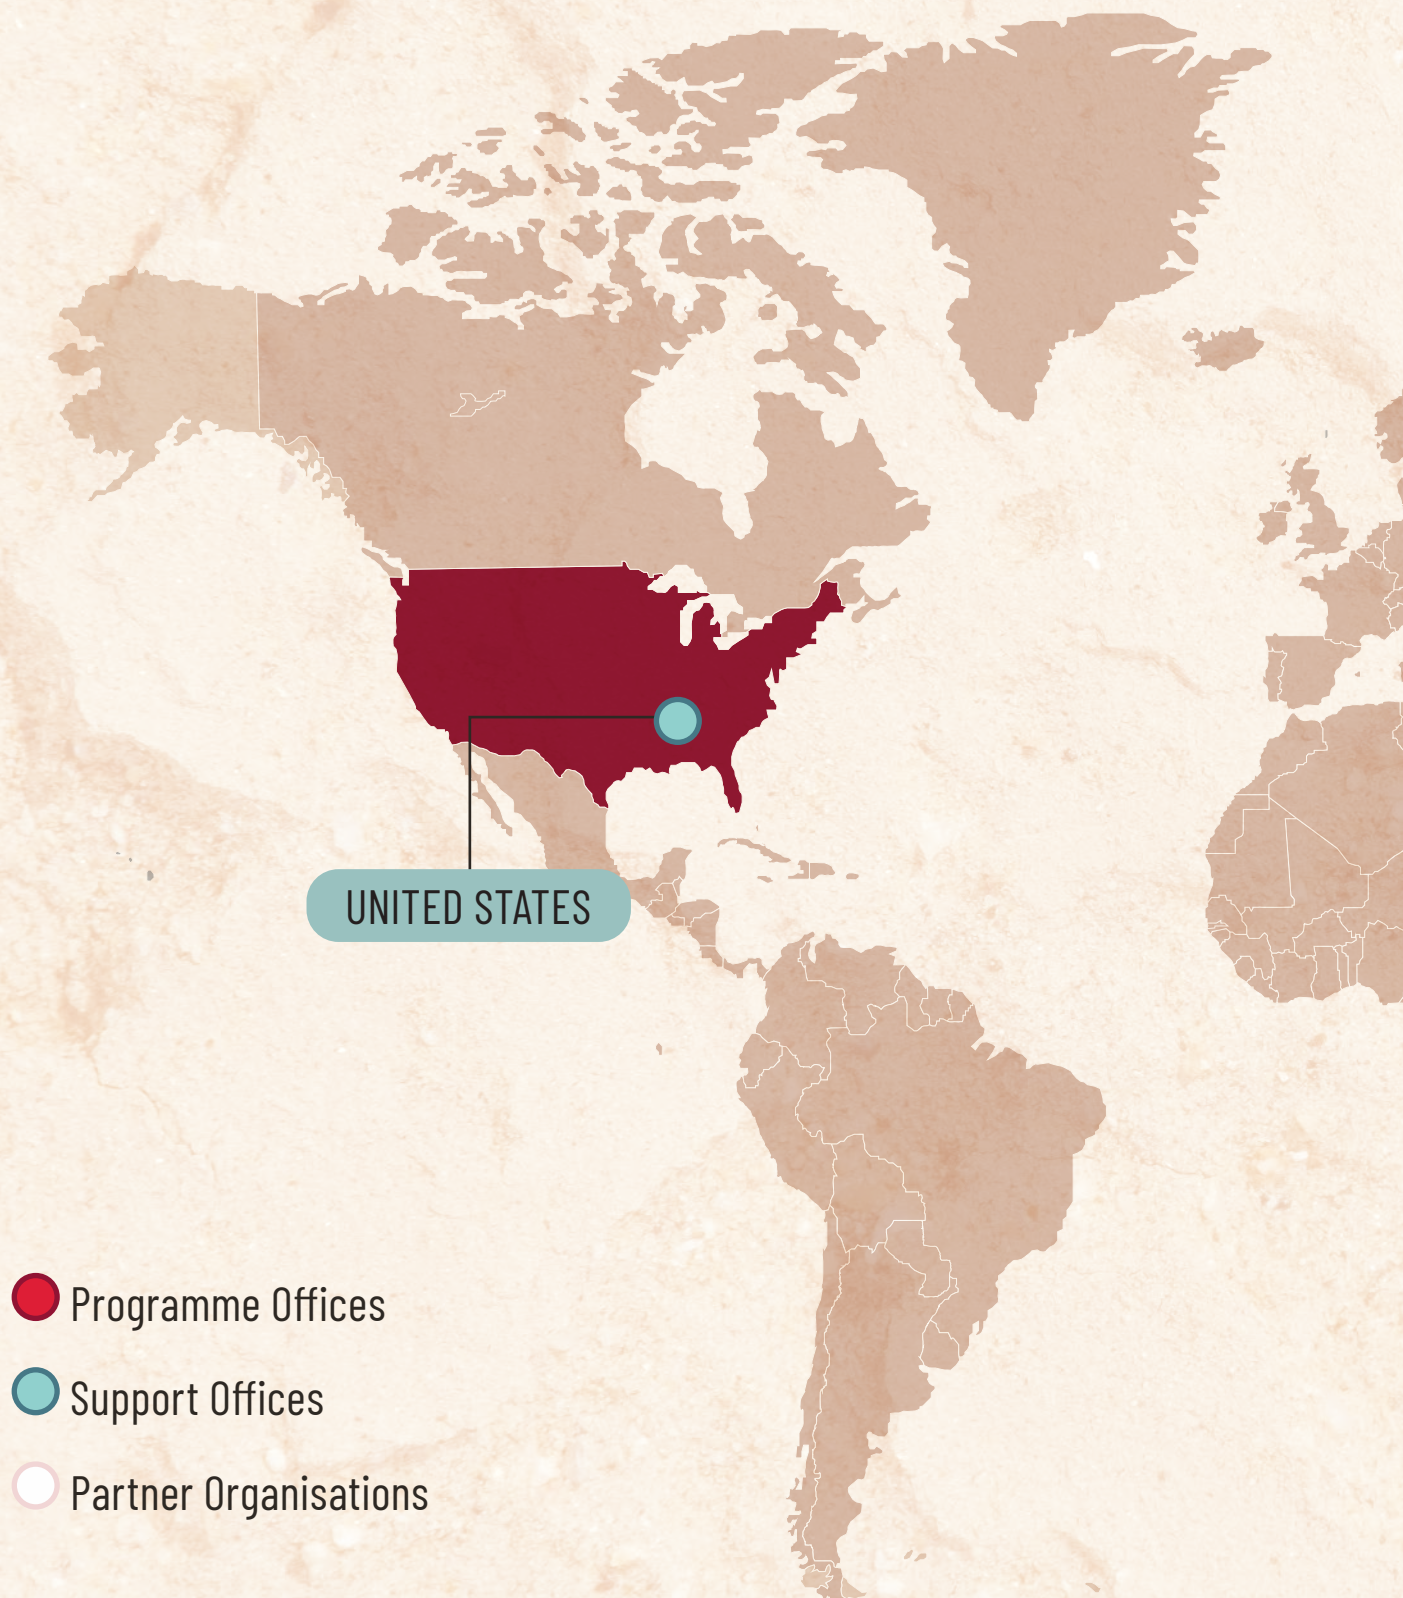 UNITED STATES
Programme Offices
Support Offices
Partner Organisations